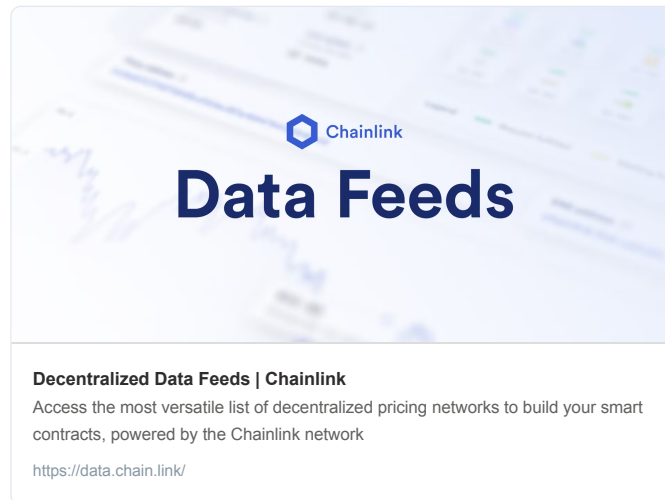 Chainlink
Data Feeds
Decentralized Data Feeds | Chainlink
Access the most versatile list of decentralized pricing networks to build your smart
contracts, powered by the Chainlink network
https://data.chain.link/